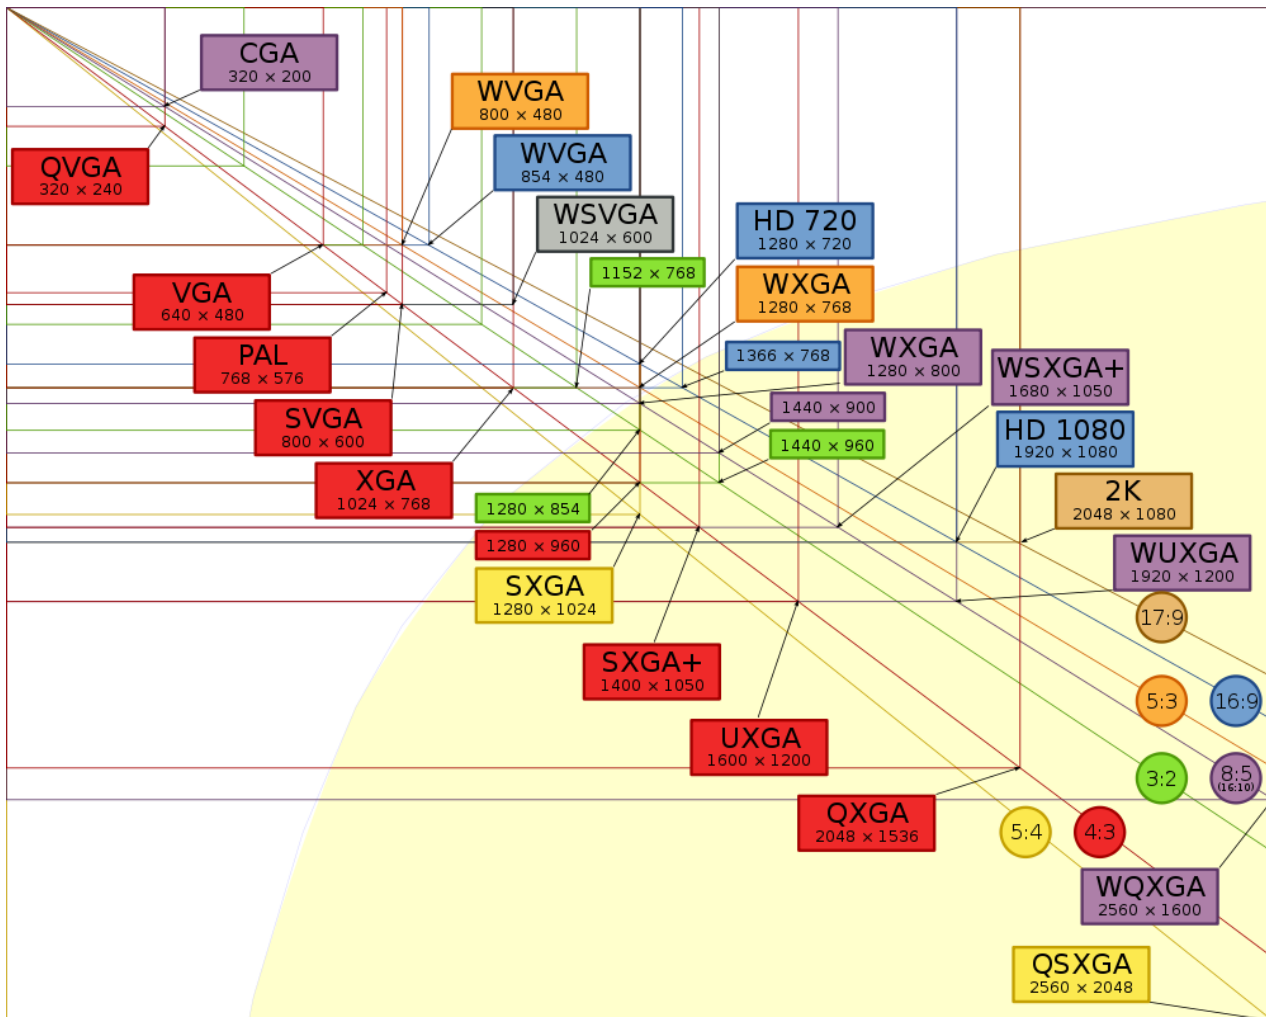 CGA
320 × 200
WVGA
800 × 480
QVGA
320 × 240
WVGA
854 × 480
WSVGA
1024 × 600
HD 720
1280 × 720
1152 × 768
VGA
640 × 480
WXGA
1280 × 768
PAL
768 × 576
1366 × 768
WXGA
1280 × 800
WSXGA+
1680 × 1050
SVGA
800 × 600
1440 × 900
HD 1080
1920 × 1080
1440 × 960
XGA
1024 × 768
2K
2048 × 1080
1280 × 854
1280 × 960
WUXGA
1920 × 1200
SXGA
1280 × 1024
17:9
SXGA+
1400 × 1050
5:3
16:9
UXGA
1600 × 1200
3:2
8:5
(16:10)
QXGA
2048 × 1536
5:4
4:3
WQXGA
2560 × 1600
QSXGA
2560 × 2048